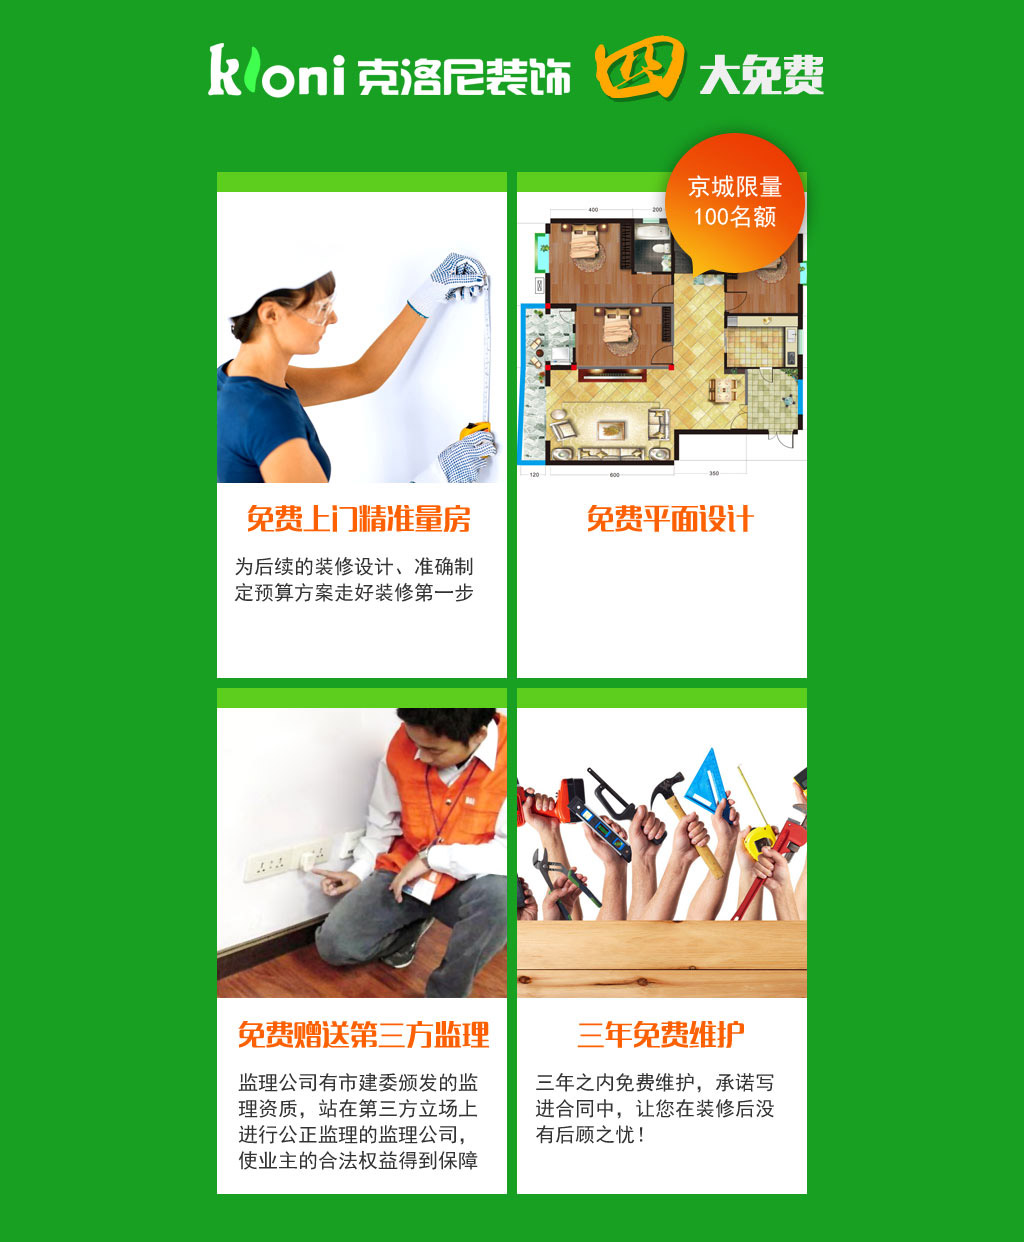 kloni 克洛尼装饰 四 大免费
京城限量
100名额
400 200
120 600 350
免费上门精准量房
为后续的装修设计、准确制
定预算方案走好装修第一步
免费平面设计
免费赠送第三方监理
监理公司有市建委颁发的监
理资质，站在第三方立场上
进行公正监理的监理公司，
使业主的合法权益得到保障
三年免费维护
三年之内免费维护，承诺写
进合同中，让您在装修后没
有后顾之忧！